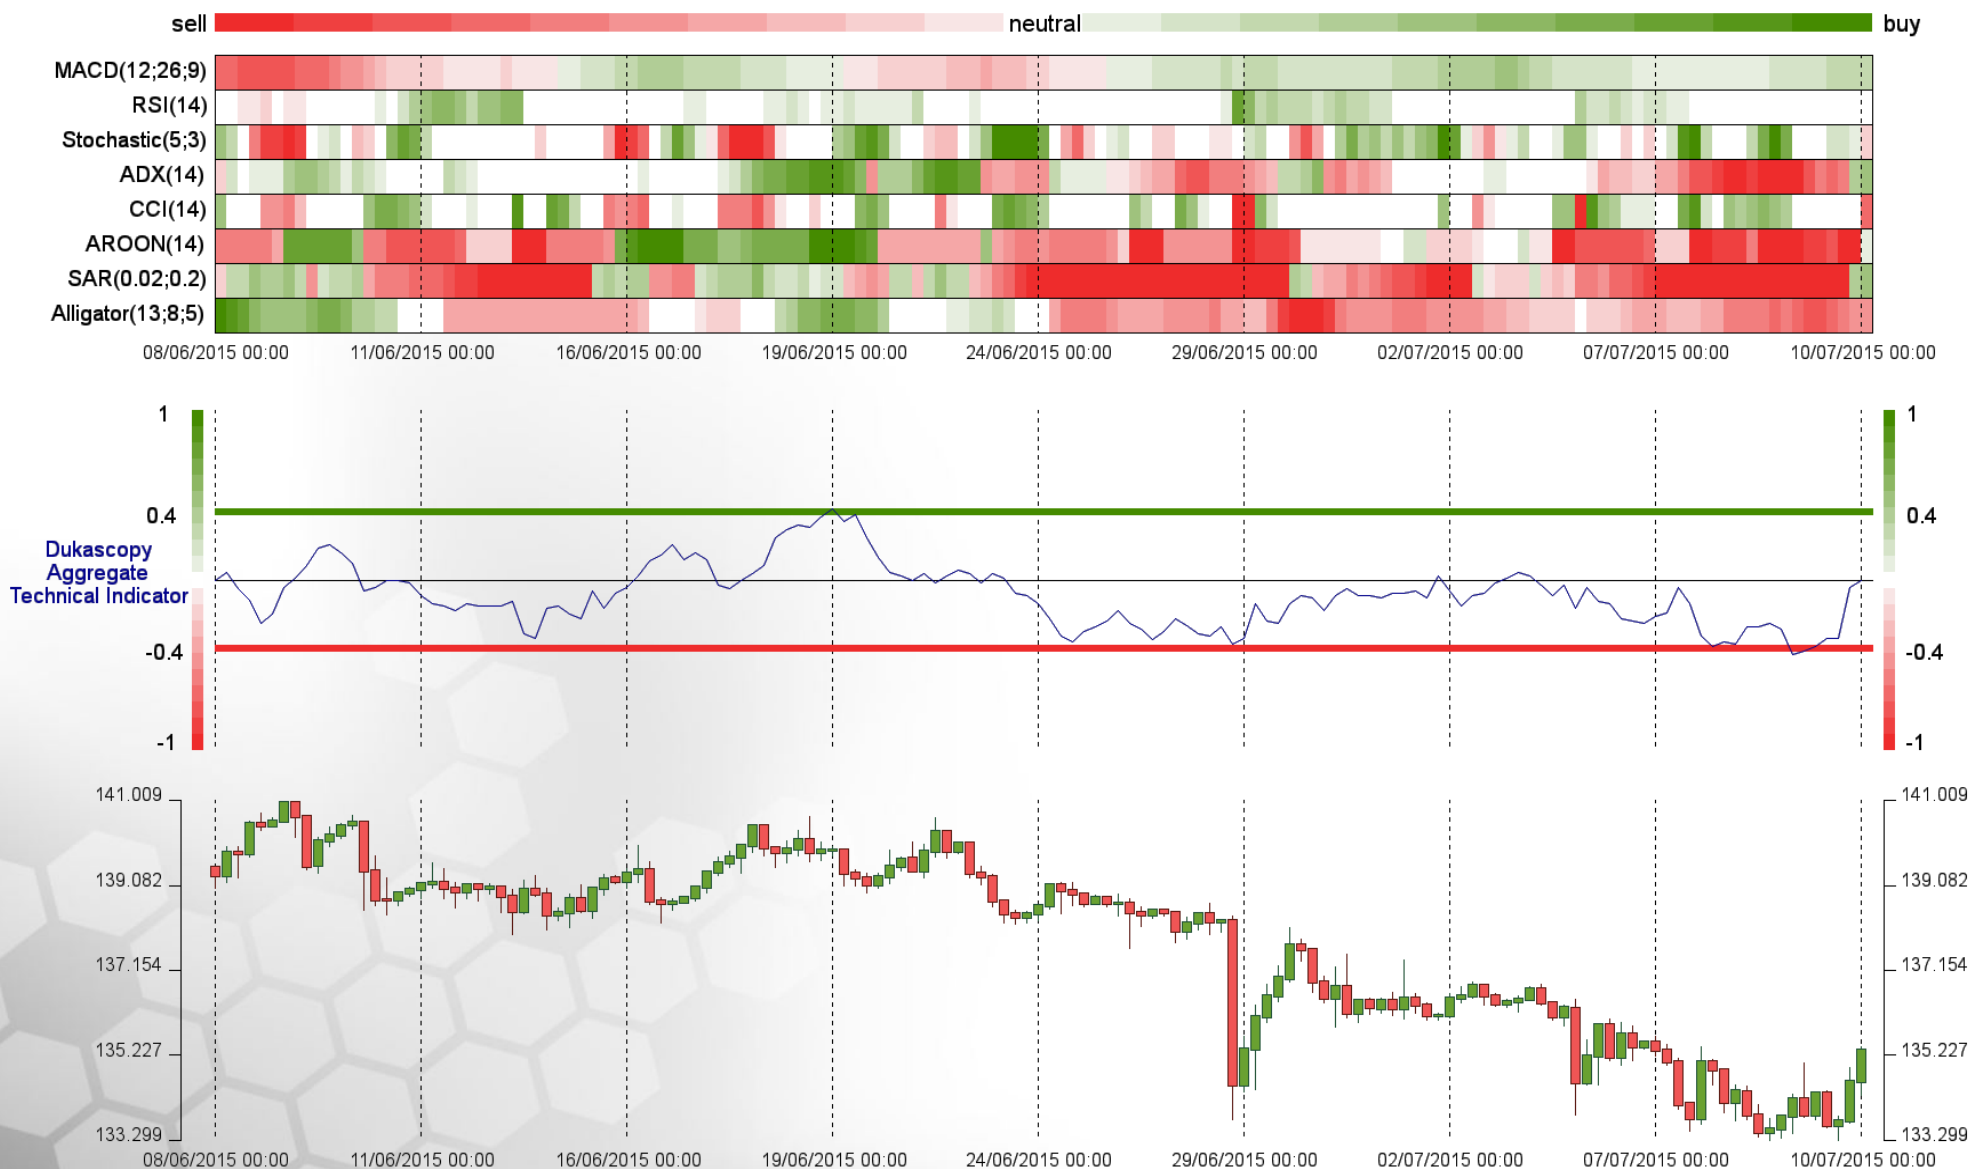 sell neutral buy
MACD(12;26;9)
RSI(14)
Stochastic(5;3)
ADX(14)
CCI(14)
AROON(14)
SAR(0.02;0.2)
Alligator(13;8;5)
08/06/2015 00:00 11/06/2015 00:00 16/06/2015 00:00 19/06/2015 00:00 24/06/2015 00:00 29/06/2015 00:00 02/07/2015 00:00 07/07/2015 00:00 10/07/2015 00:00
1 1
0.4 0.4
Dukascopy
Aggregate
Technical Indicator
-0.4 -0.4
-1 -1
141.009 141.009
139.082 139.082
137.154 137.154
135.227 135.227
133.299 133.299
08/06/2015 00:00 11/06/2015 00:00 16/06/2015 00:00 19/06/2015 00:00 24/06/2015 00:00 29/06/2015 00:00 02/07/2015 00:00 07/07/2015 00:00 10/07/2015 00:00